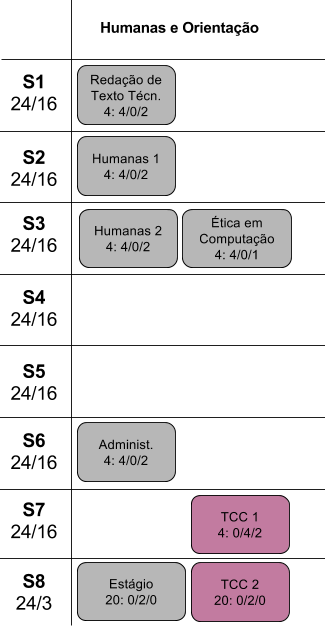 Humanas e Orientação
S1
24/16
Redação de
Texto Técn.
4: 4/0/2
S2
24/16
Humanas 1
4: 4/0/2
S3
24/16
Humanas 2
4: 4/0/2
Ética em
Computação
4: 4/0/1
S4
24/16
S5
24/16
S6
24/16
Administ.
4: 4/0/2
S7
24/16
TCC 1
4: 0/4/2
S8
24/3
Estágio
20: 0/2/0
TCC 2
20: 0/2/0